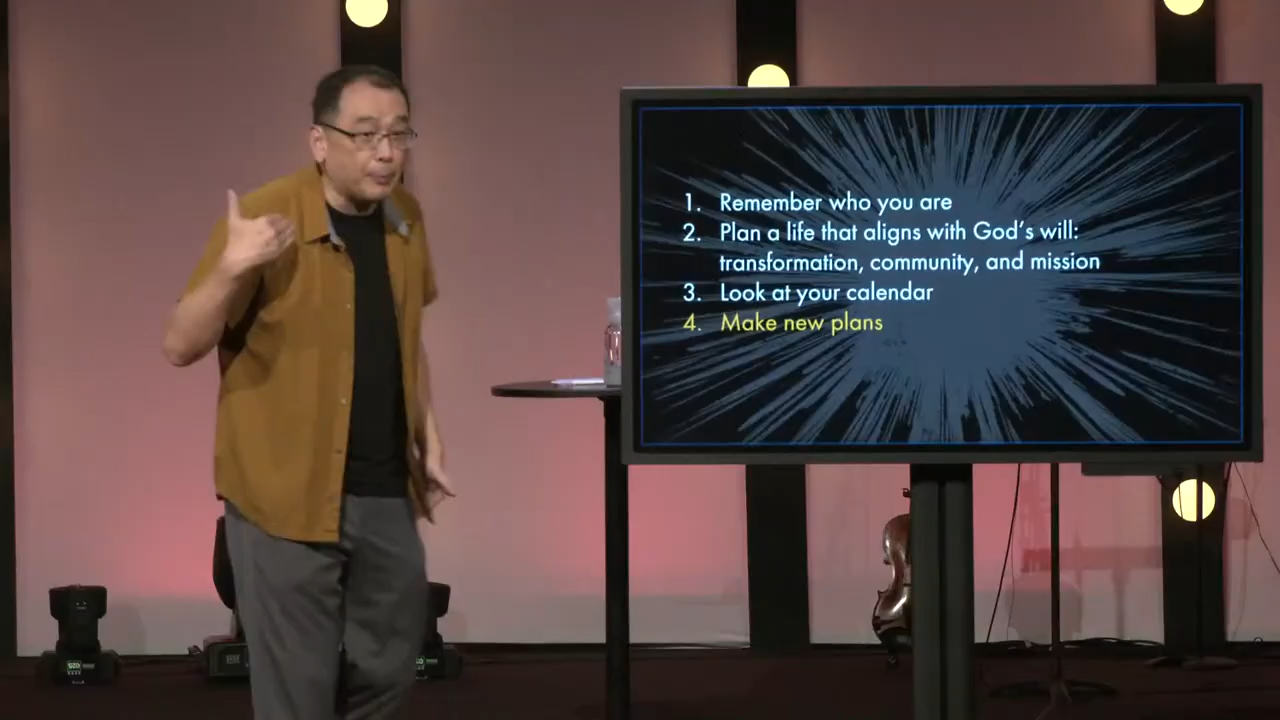 1. Remember who you are
2. Plan a life that aligns with God's will:
transformation, community, and mission
3. Look at your calendar
4. Make new plans